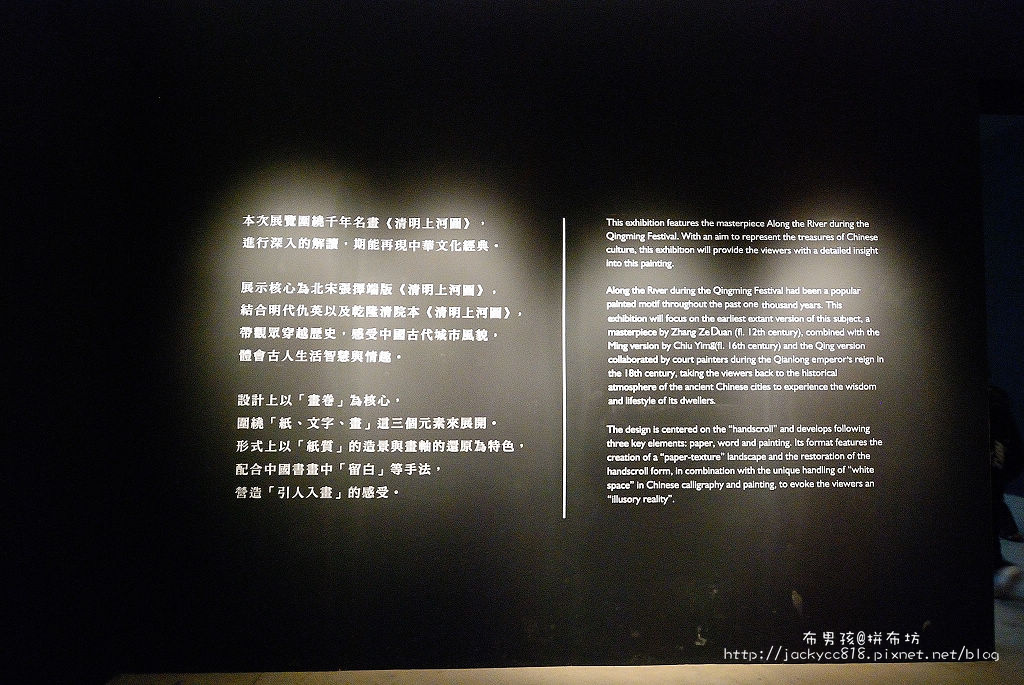 本次展覽圍繞千年名畫《清明上河圖》，
進行深入的解讀，期能再現中華文化經典。
展示核心為北宋張擇端版《清明上河圖》，
結合明代仇英以及乾隆清院本《清明上河圖》，
帶觀眾穿越歷史，感受中國古代城市風貌，
體會古人生活智慧與情趣。
設計上以「畫卷」為核心，
圍繞「紙、文字、畫」這三個元素來展開。
形式上以「紙質」的造景與畫軸的還原為特色，
配合中國書畫中「留白」等手法，
營造「引人入畫」的感受。
This exhibition features the masterpiece Along the River during the
Qingming Festival. With an aim to represent the treasures of Chinese
culture, this exhibition will provide the viewers with a detailed insight
into this painting.
Along the River during the Qingming Festival had been a popular
painted motif throughout the past one thousand years. This
exhibition will focus on the earliest extant version of this subject, a
masterpiece by Zhang Ze Duan (fl. 12th century), combined with the
Ming version by Chiu Ying(fl. 16th century) and the Qing version
collaborated by court painters during the Qianlong emperor's reign in
the 18th century, taking the viewers back to the historical
atmosphere of the ancient Chinese cities to experience the wisdom
and lifestyle of its dwellers.
The design is centered on the "handscroll" and develops following
three key elements: paper, word and painting. Its format features the
creation of a "paper-texture" landscape and the restoration of the
handscroll form, in combination with the unique handling of "white
space" in Chinese calligraphy and painting, to evoke the viewers an
"illusory reality".
布男孩@拼布坊
http://jackycc818.pixnet.net/blog